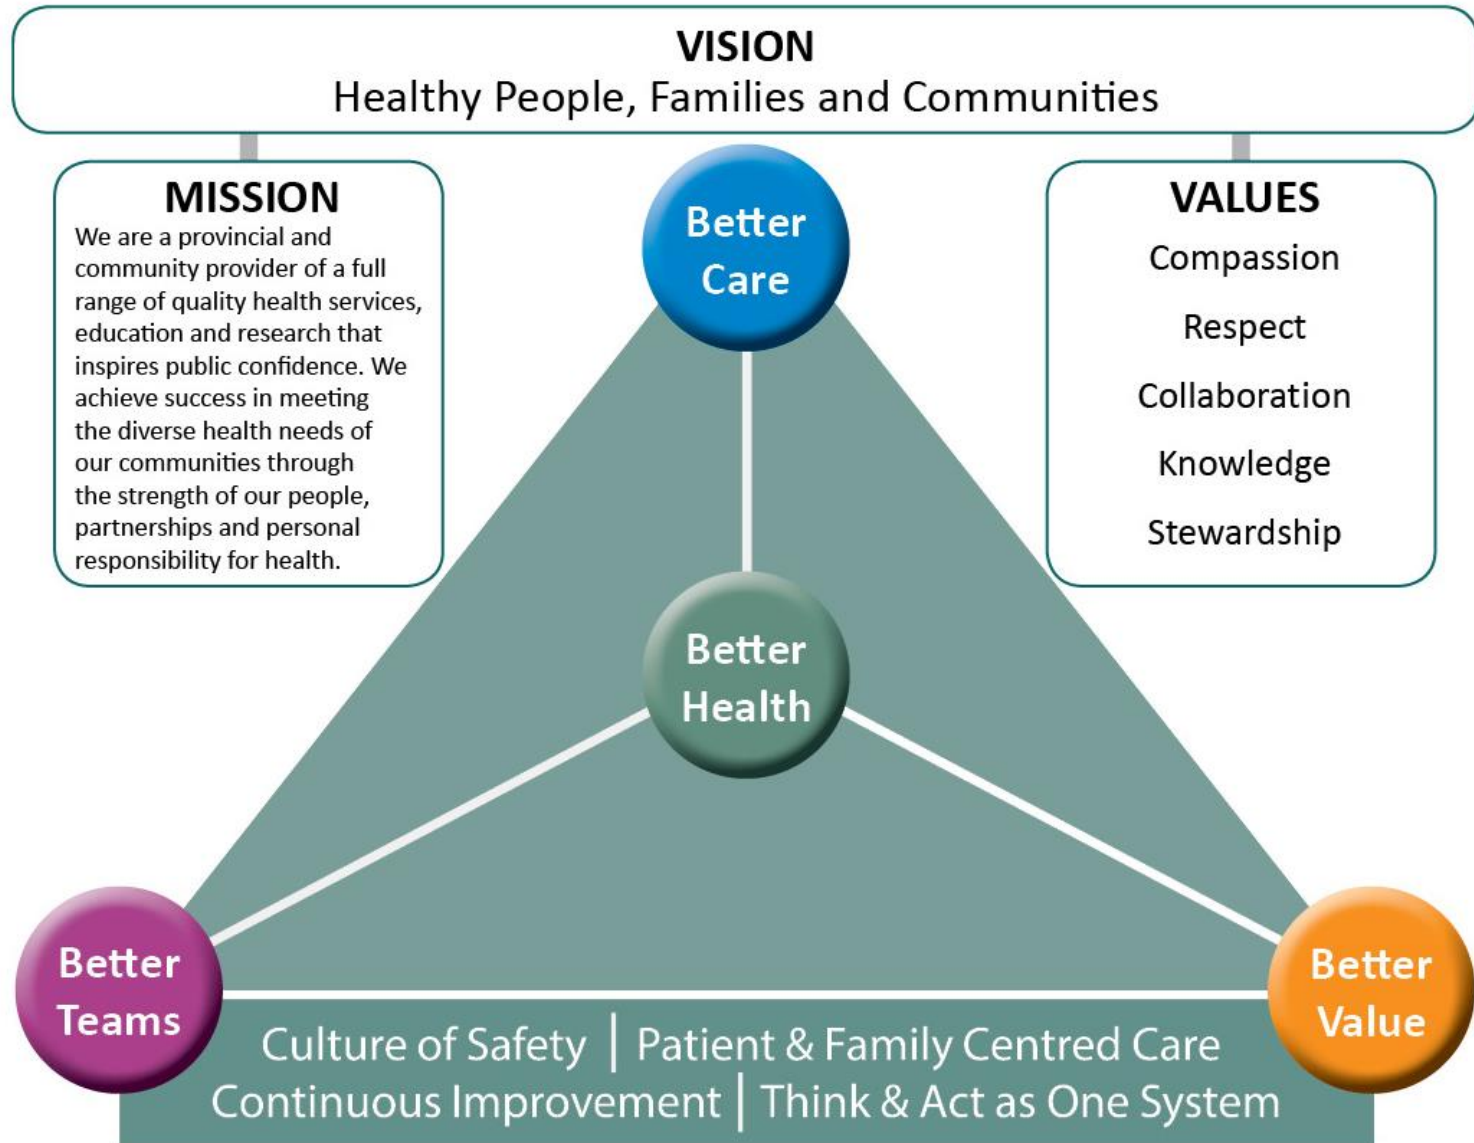 VISION
Healthy People, Families and Communities
MISSION
We are a provincial and
community provider of a full
range of quality health services,
education and research that
inspires public confidence. We
achieve success in meeting
the diverse health needs of
our communities through
the strength of our people,
partnerships and personal
responsibility for health.
Better
Care
VALUES
Compassion
Respect
Collaboration
Knowledge
Stewardship
Better
Health
Better
Teams
Better
Value
Culture of Safety | Patient & Family Centred Care
Continuous Improvement | Think & Act as One System